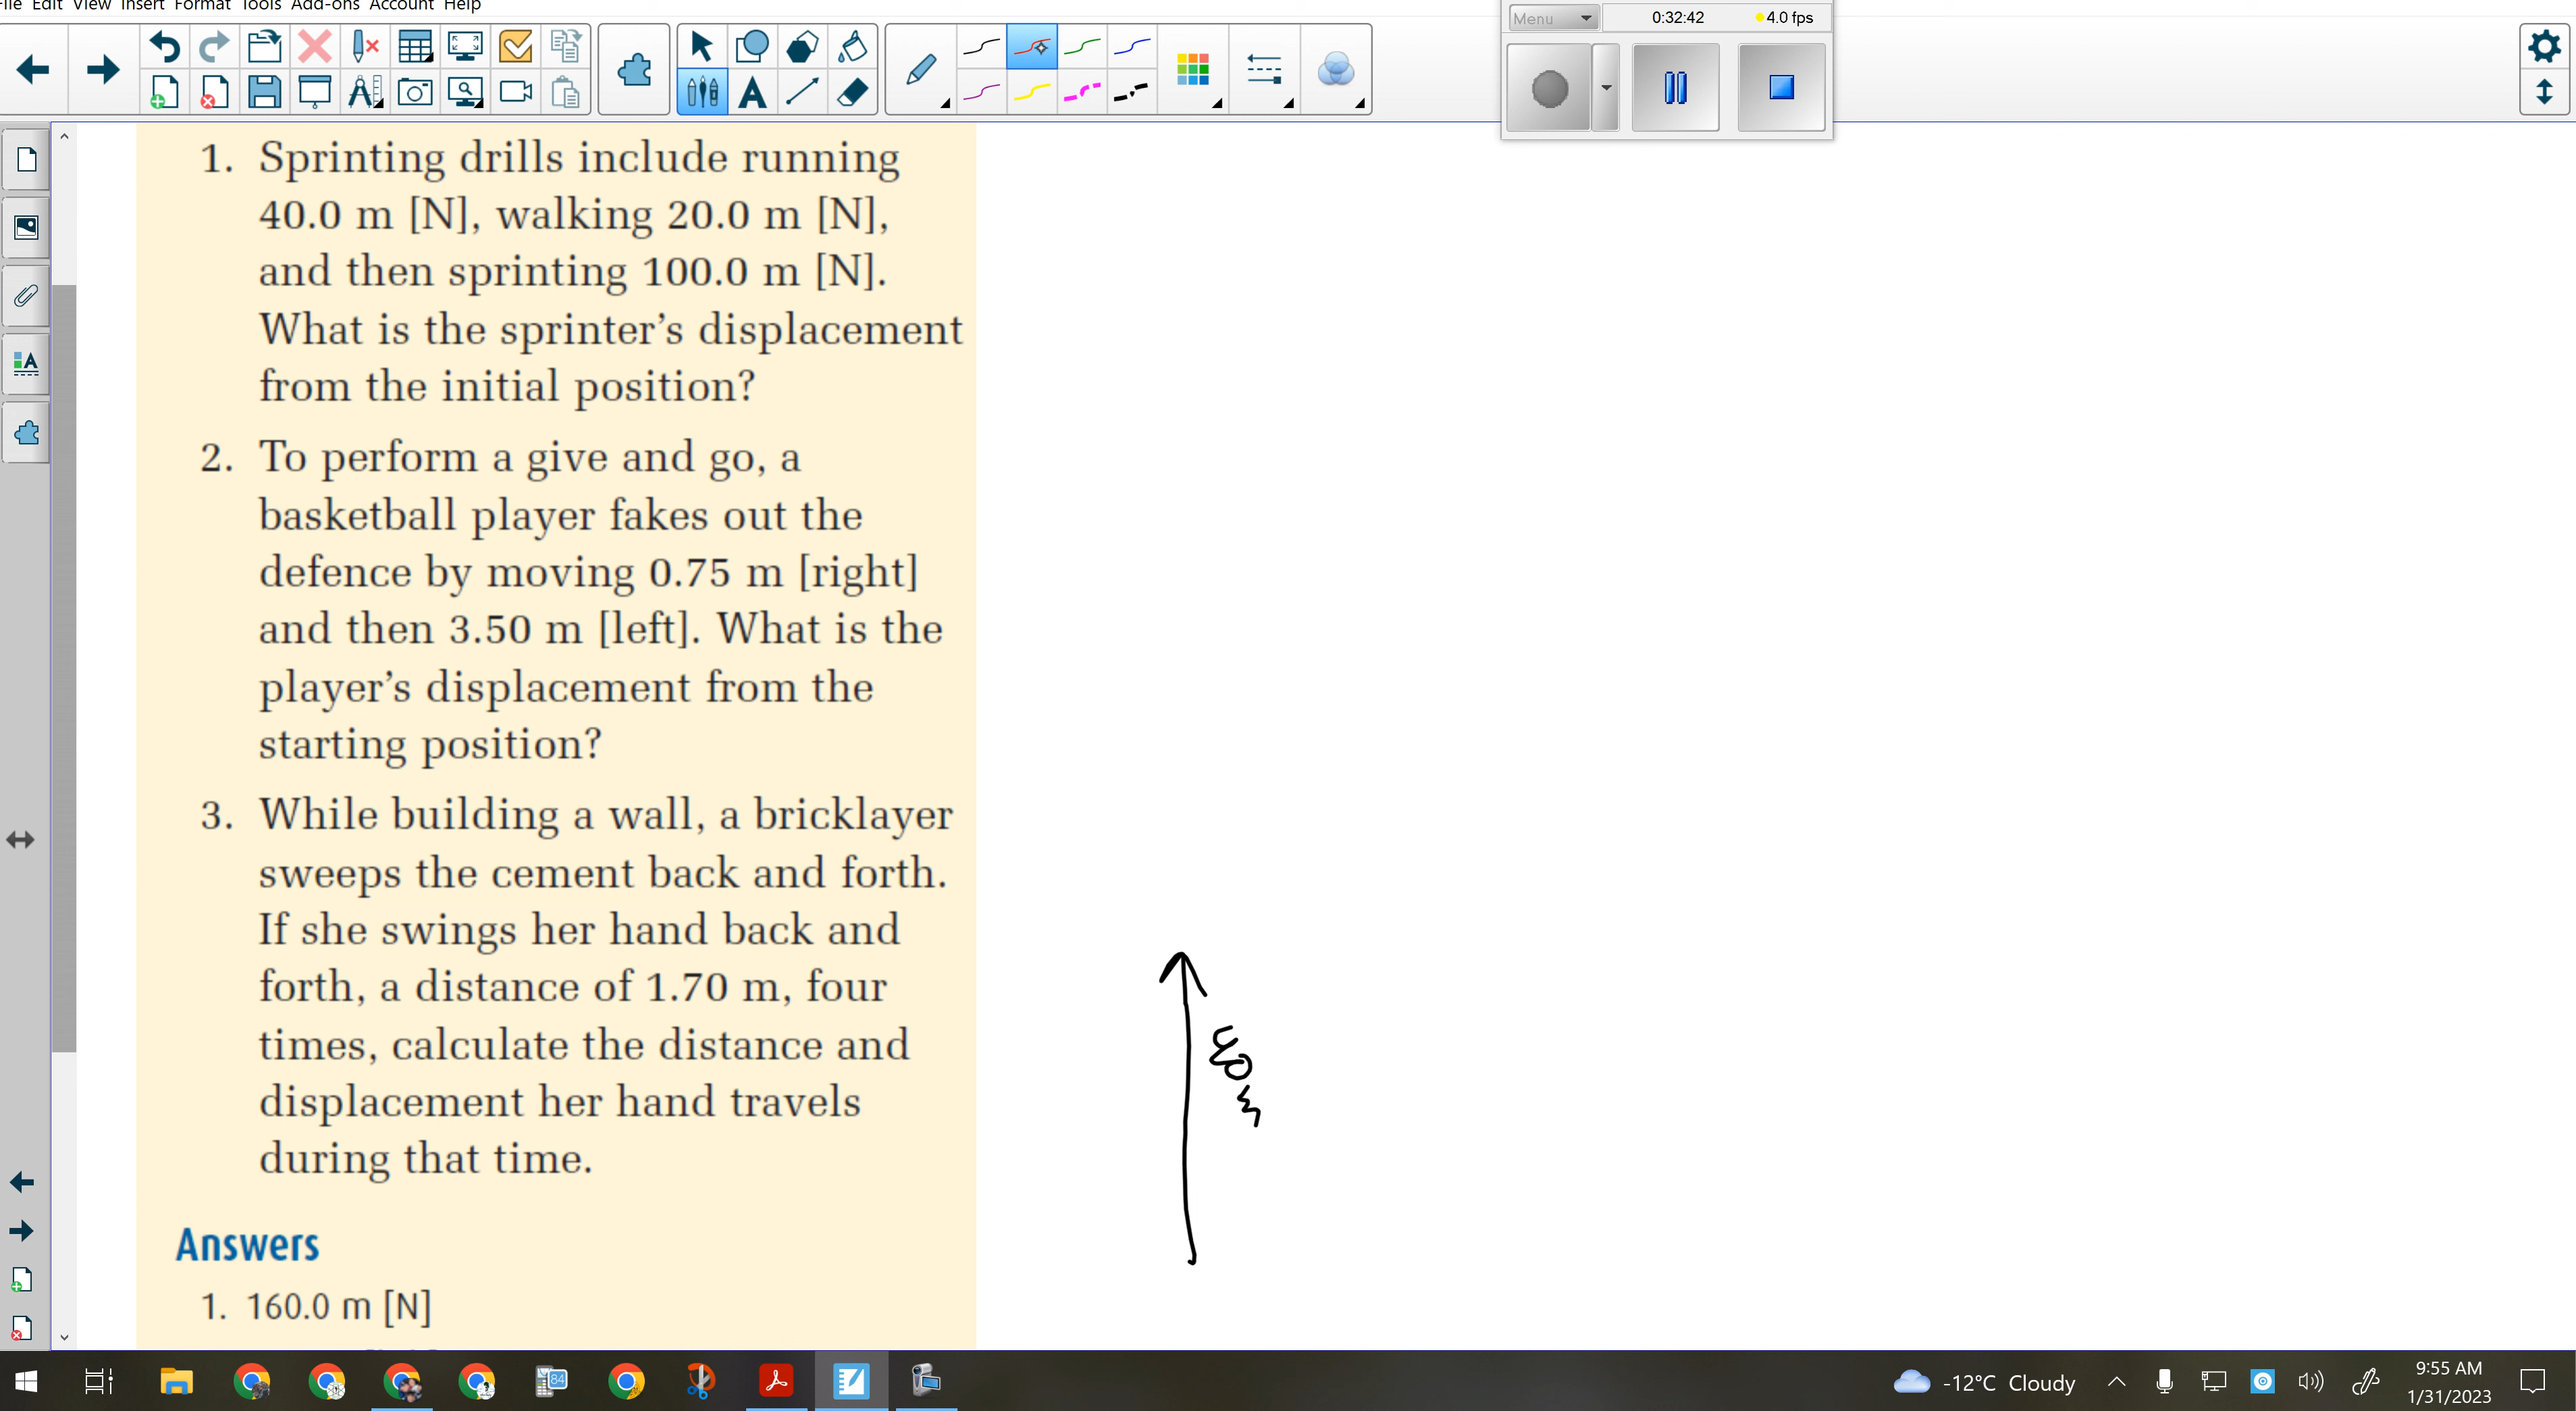 File Edit View Insert Format Tools Add-ons Account Help
Menu
0:32:42
4.0 fps
1. Sprinting drills include running
40.0 m [N], walking 20.0 m [N],
and then sprinting 100.0 m [N].
What is the sprinter’s displacement
from the initial position?
2. To perform a give and go, a
basketball player fakes out the
defence by moving 0.75 m [right]
and then 3.50 m [left]. What is the
player’s displacement from the
starting position?
3. While building a wall, a bricklayer
sweeps the cement back and forth.
If she swings her hand back and
forth, a distance of 1.70 m, four
times, calculate the distance and
displacement her hand travels
during that time.
40 m
Answers
1. 160.0 m [N]
84
-12°C Cloudy
9:55 AM
1/31/2023